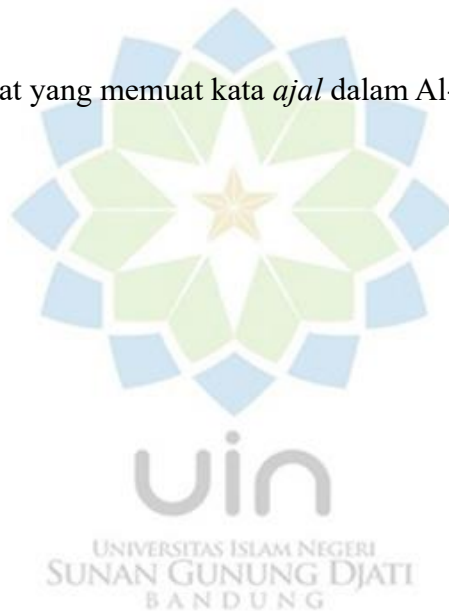 at yang memuat kata ajal dalam Al-
uin
UNIVERSITAS ISLAM NEGERI
SUNAN GUNUNG DJATI
BANDUNG